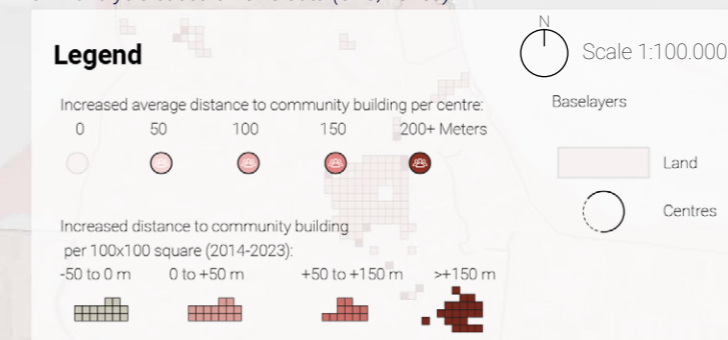 Legend
N
Scale 1:100.000
Increased average distance to community building per centre:
0 50 100 150 200+ Meters
Baselayers
Land
Centres
Increased distance to community building
per 100x100 square (2014-2023):
-50 to 0 m 0 to +50 m +50 to +150 m >+150 m